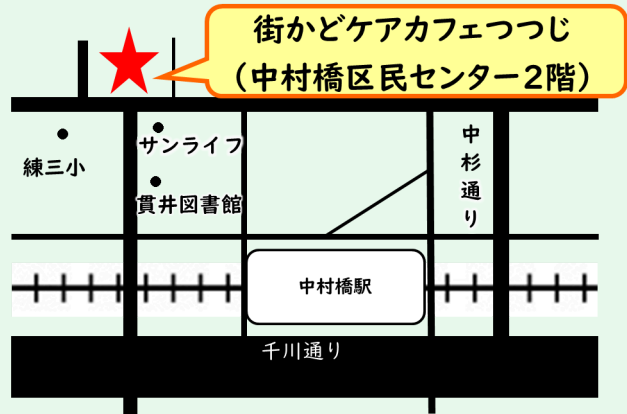 街かどケアカフェつつじ
（中村橋区民センター2階）
サンライフ
練三小
貫井図書館
中杉通り
中村橋駅
千川通り